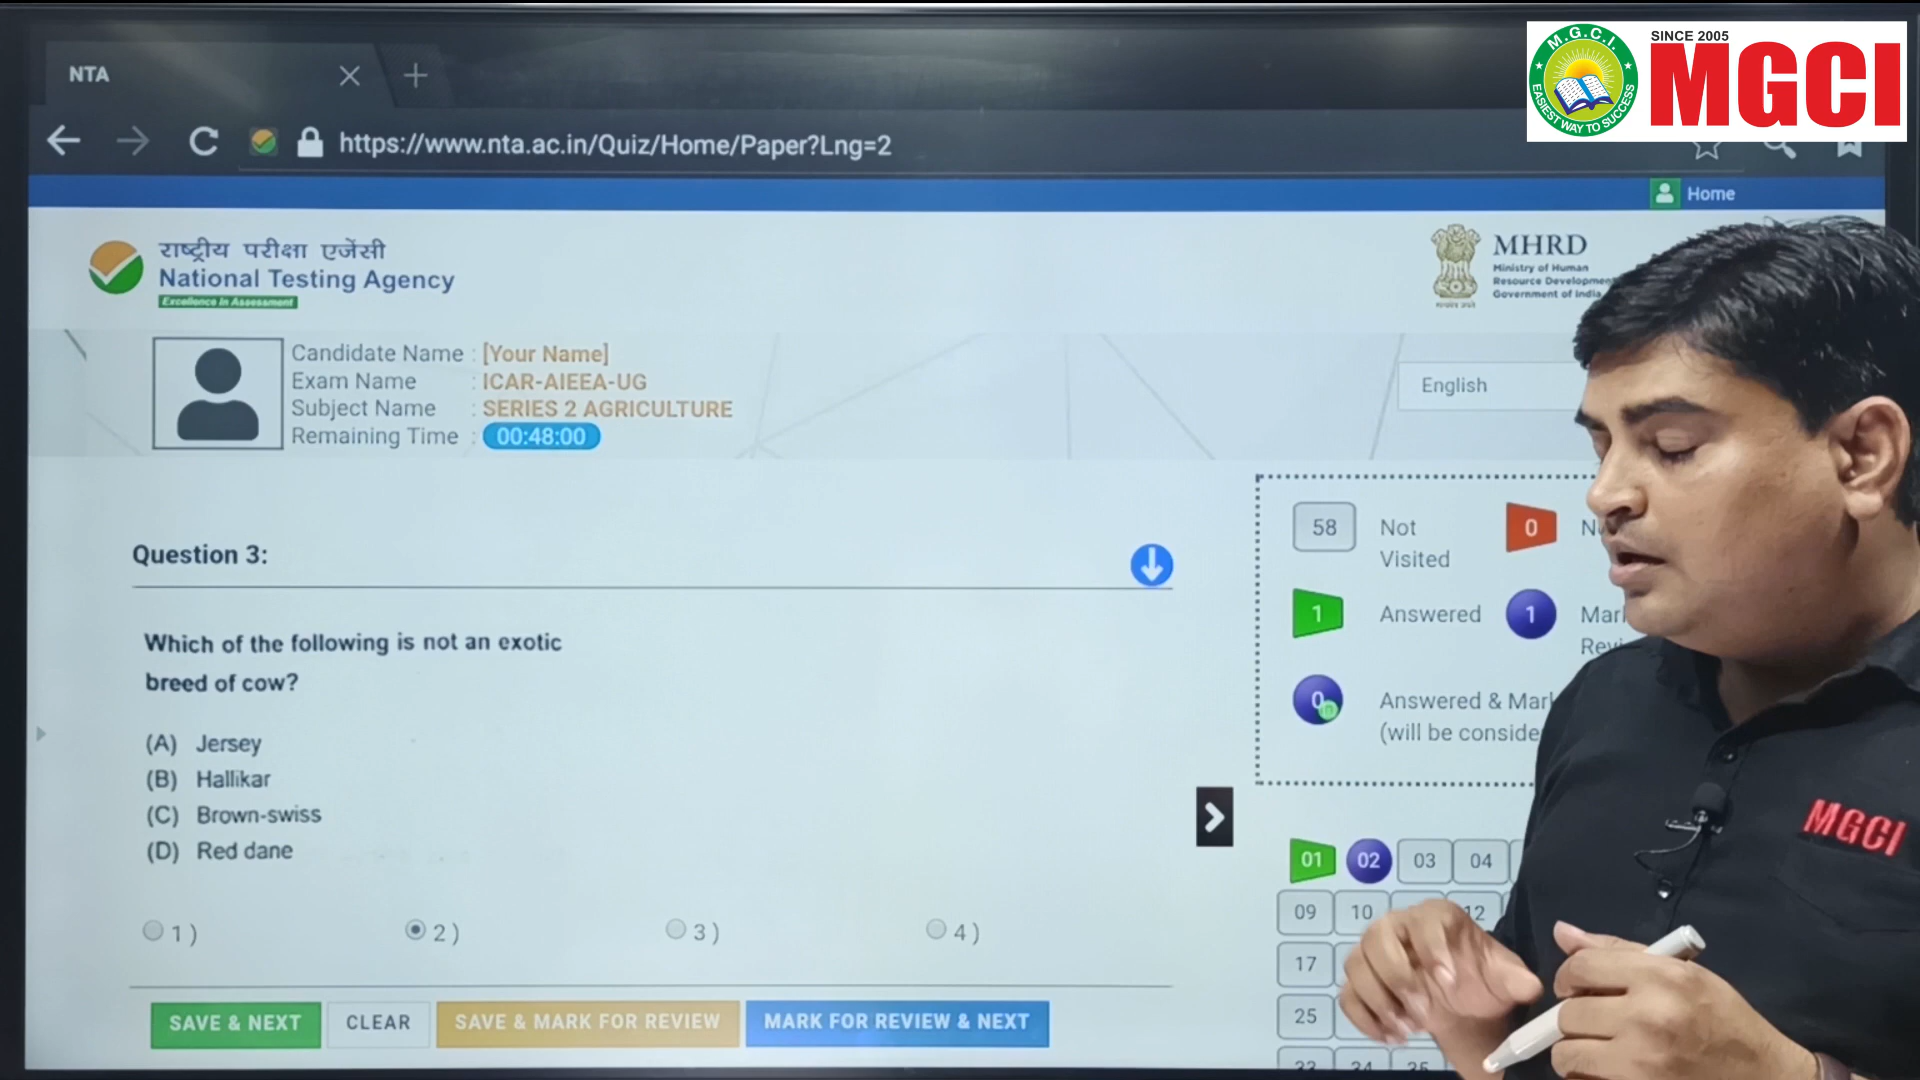 NTA
https://www.nta.ac.in/Quiz/Home/Paper?Lng=2
SINCE 2005
MGCI
M.G.C.I.
EASIEST WAY TO SUCCESS
Home
राष्ट्रीय परीक्षा एजेंसी
National Testing Agency
Excellence in Assessment
MHRD
Ministry of Human
Resource Development
Government of India
Candidate Name : [Your Name]
Exam Name : ICAR-AIEEA-UG
Subject Name : SERIES 2 AGRICULTURE
Remaining Time : 00:48:00
English
Question 3:
Which of the following is not an exotic
breed of cow?
(A) Jersey
(B) Hallikar
(C) Brown-swiss
(D) Red dane
1 )
2 )
3 )
4 )
SAVE & NEXT
CLEAR
SAVE & MARK FOR REVIEW
MARK FOR REVIEW & NEXT
58 Not
Visited
0
1 Answered
1
0 Answered &
(will be
01 02 03 04
09 10 12
17
25
33 34 35
MGCI